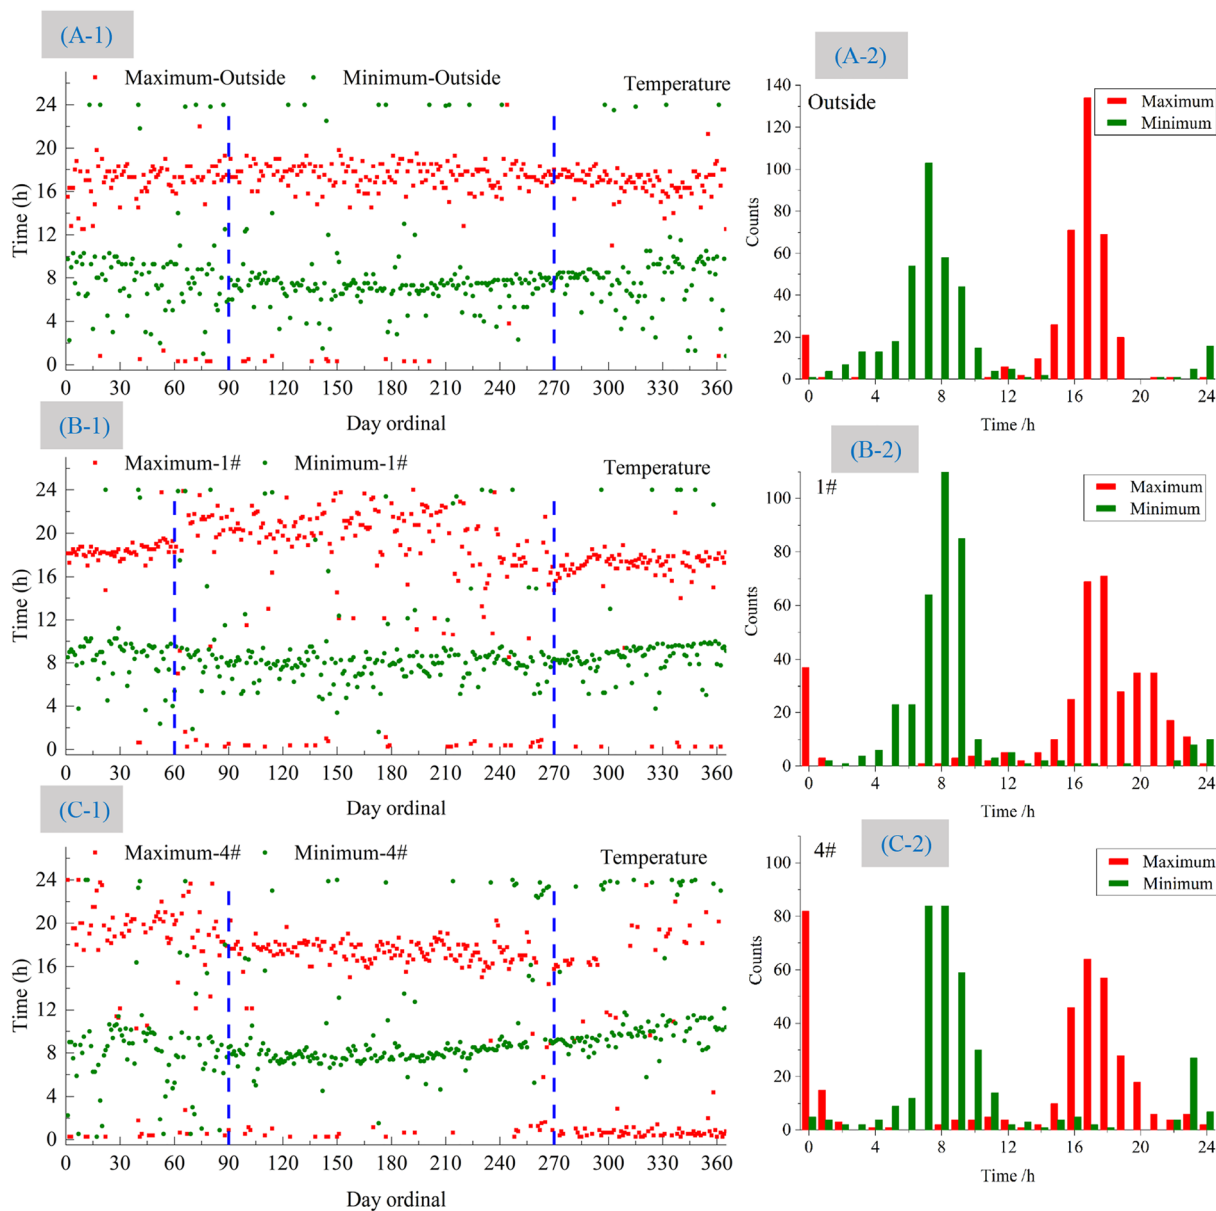 (A-1)
Maximum-Outside
Minimum-Outside
Temperature
24
20
16
12
8
4
0
Time (h)
0 30 60 90 120 150 180 210 240 270 300 330 360
Day ordinal
(A-2)
Outside
Maximum
Minimum
140
120
100
80
60
40
20
0
Counts
0 4 8 12 16 20 24
Time /h
(B-1)
Maximum-1#
Minimum-1#
Temperature
24
20
16
12
8
4
0
Time (h)
0 30 60 90 120 150 180 210 240 270 300 330 360
Day ordinal
(B-2)
1#
Maximum
Minimum
100
80
60
40
20
0
Counts
0 4 8 12 16 20 24
Time /h
(C-1)
Maximum-4#
Minimum-4#
Temperature
24
20
16
12
8
4
0
Time (h)
0 30 60 90 120 150 180 210 240 270 300 330 360
Day ordinal
(C-2)
4#
Maximum
Minimum
100
80
60
40
20
0
Counts
0 4 8 12 16 20 24
Time /h